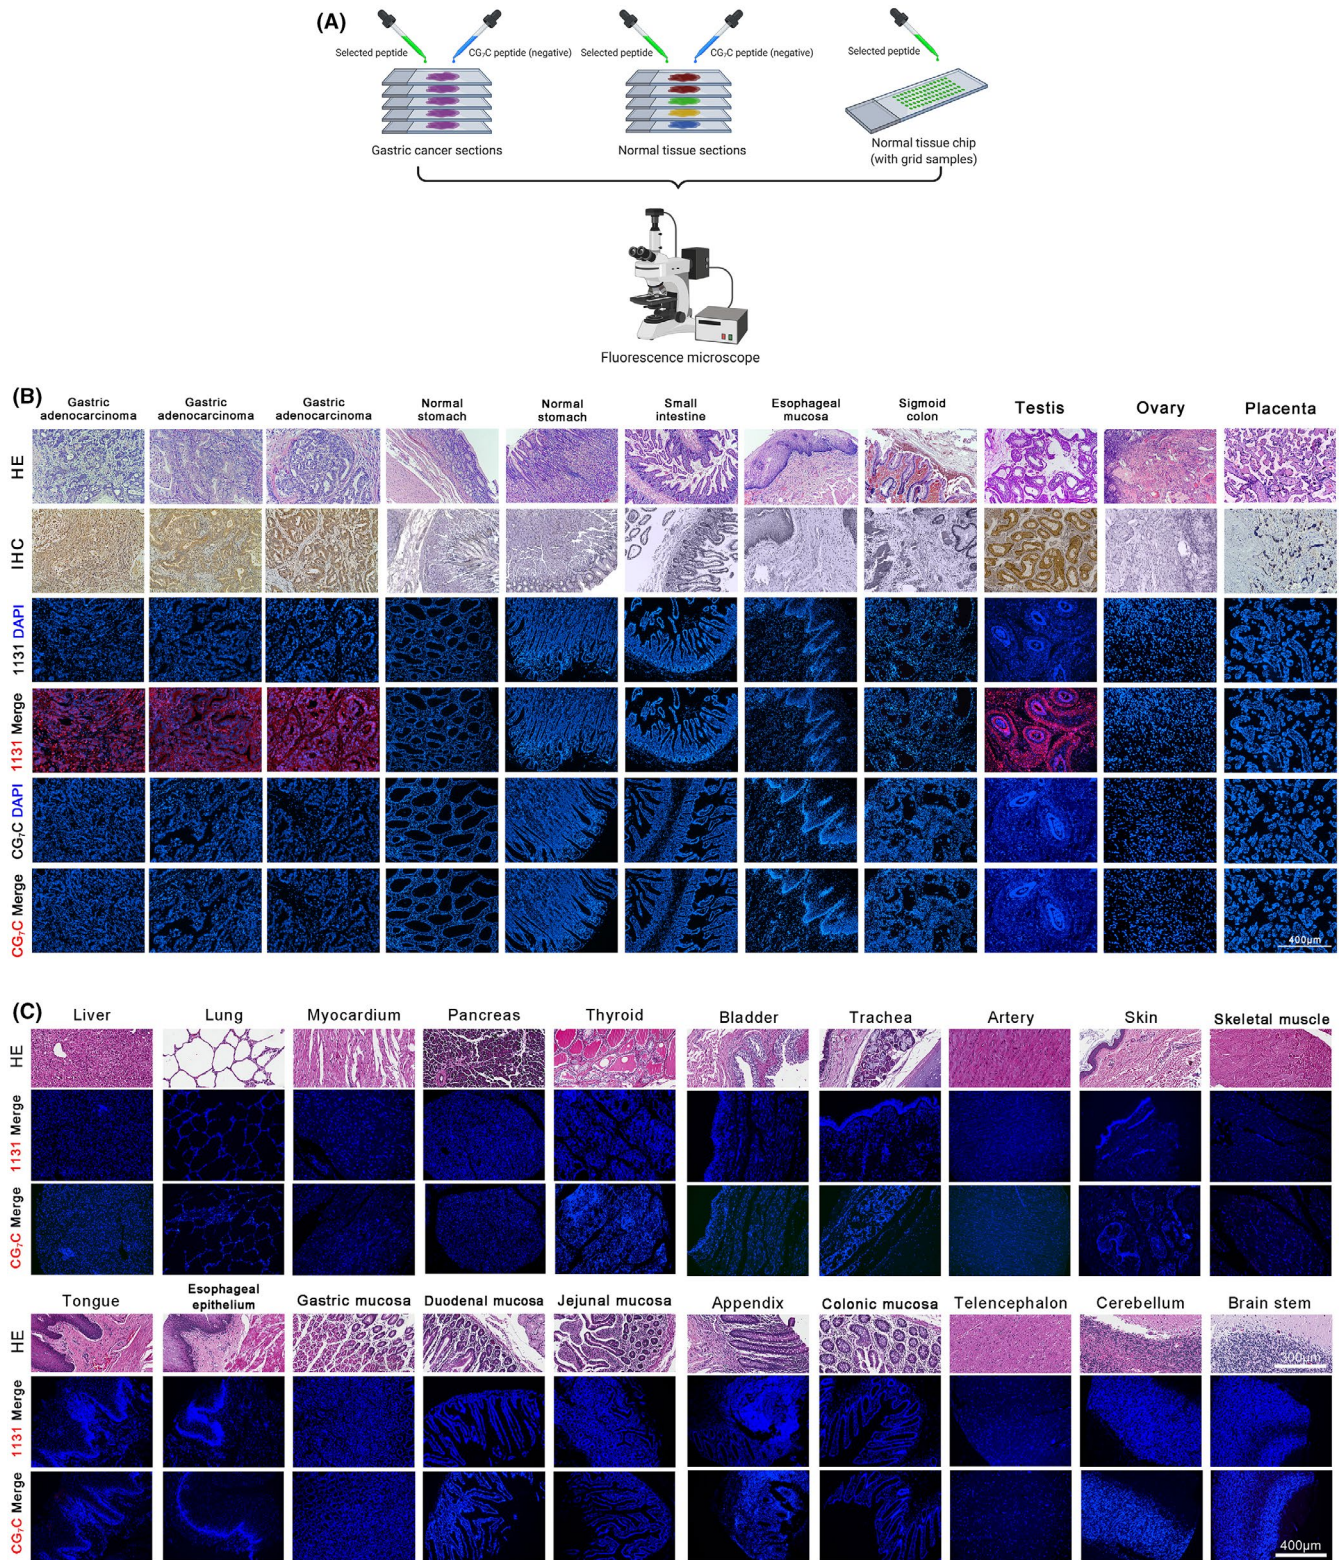 (A)
Selected peptide
CG₇C peptide (negative)
Selected peptide
CG₇C peptide (negative)
Selected peptide
Gastric cancer sections
Normal tissue sections
Normal tissue chip
(with grid samples)
Fluorescence microscope
(B)
Gastric
adenocarcinoma
Gastric
adenocarcinoma
Gastric
adenocarcinoma
Normal
stomach
Normal
stomach
Small
intestine
Esophageal
mucosa
Sigmoid
colon
Testis
Ovary
Placenta
HE
IHC
1131 DAPI
1131 Merge
CG₇C DAPI
CG₇C Merge
400μm
(C)
Liver
Lung
Myocardium
Pancreas
Thyroid
Bladder
Trachea
Artery
Skin
Skeletal muscle
HE
1131 Merge
CG₇C Merge
Tongue
Esophageal
epithelium
Gastric mucosa
Duodenal mucosa
Jejunal mucosa
Appendix
Colonic mucosa
Telencephalon
Cerebellum
Brain stem
HE
300μm
1131 Merge
CG₇C Merge
400μm